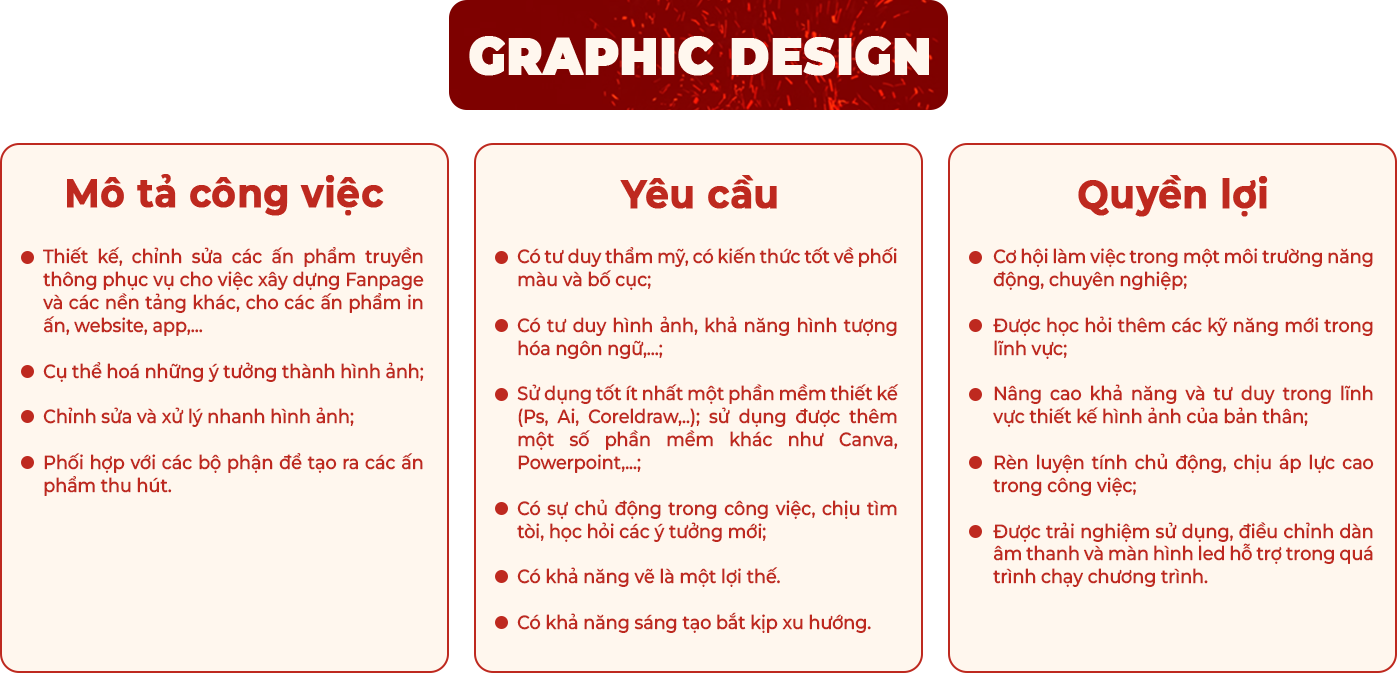 GRAPHIC DESIGN
Mô tả công việc
Thiết kế, chỉnh sửa các ấn phẩm truyền
thông phục vụ cho việc xây dựng Fanpage
và các nền tảng khác, cho các ấn phẩm in
ấn, website, app,...
Cụ thể hoá những ý tưởng thành hình ảnh;
Chỉnh sửa và xử lý nhanh hình ảnh;
Phối hợp với các bộ phận để tạo ra các ấn
phẩm thu hút.
Yêu cầu
Có tư duy thẩm mỹ, có kiến thức tốt về phối
màu và bố cục;
Có tư duy hình ảnh, khả năng hình tượng
hóa ngôn ngữ,...;
Sử dụng tốt ít nhất một phần mềm thiết kế
(Ps, Ai, Coreldraw,..); sử dụng được thêm
một số phần mềm khác như Canva,
Powerpoint,...;
Có sự chủ động trong công việc, chịu tìm
tòi, học hỏi các ý tưởng mới;
Có khả năng vẽ là một lợi thế.
Có khả năng sáng tạo bắt kịp xu hướng.
Quyền lợi
Cơ hội làm việc trong một môi trường năng
động, chuyên nghiệp;
Được học hỏi thêm các kỹ năng mới trong
lĩnh vực;
Nâng cao khả năng và tư duy trong lĩnh
vực thiết kế hình ảnh của bản thân;
Rèn luyện tính chủ động, chịu áp lực cao
trong công việc;
Được trải nghiệm sử dụng, điều chỉnh dàn
âm thanh và màn hình led hỗ trợ trong quá
trình chạy chương trình.